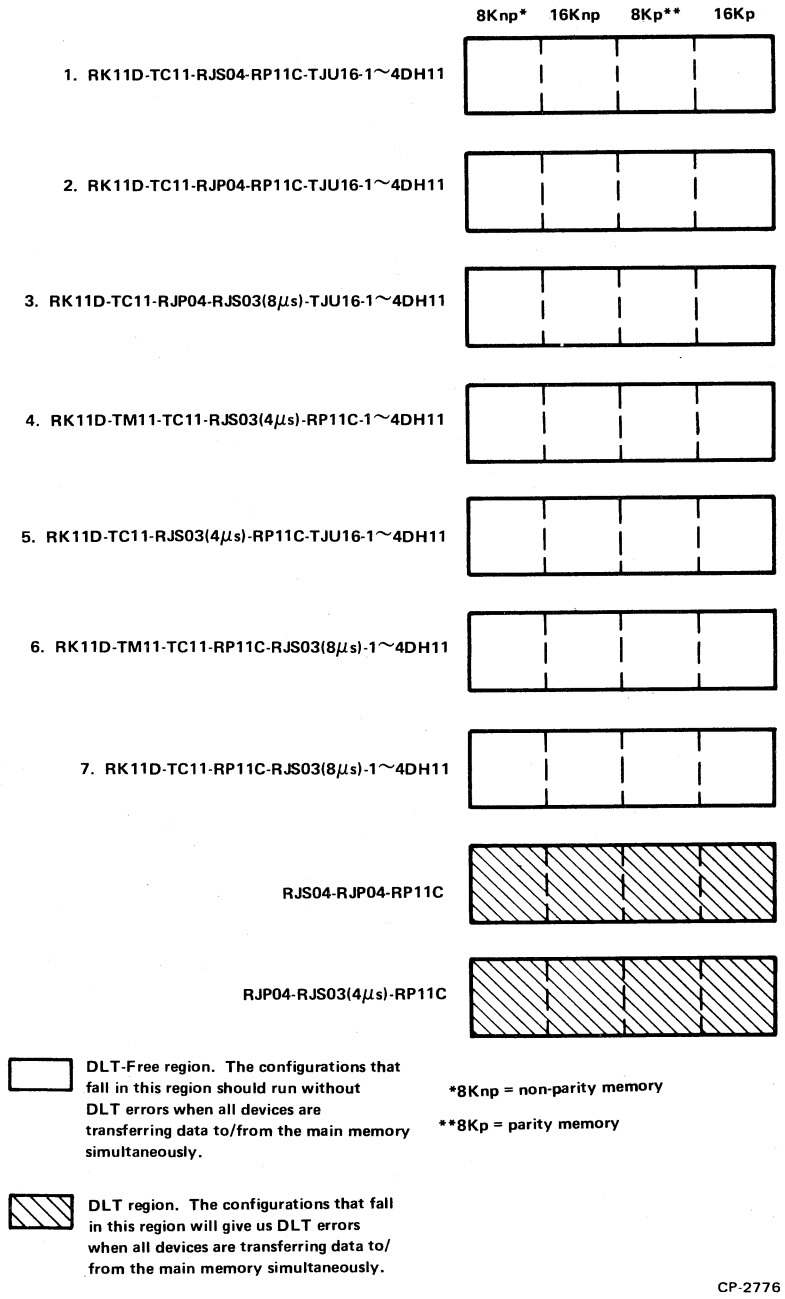 8Knp* 16Knp 8Kp** 16Kp
1. RK11D-TC11-RJS04-RP11C-TJU16-1~4DH11
2. RK11D-TC11-RJP04-RP11C-TJU16-1~4DH11
3. RK11D-TC11-RJP04-RJS03(8μs)-TJU16-1~4DH11
4. RK11D-TM11-TC11-RJS03(4μs)-RP11C-1~4DH11
5. RK11D-TC11-RJS03(4μs)-RP11C-TJU16-1~4DH11
6. RK11D-TM11-TC11-RP11C-RJS03(8μs)-1~4DH11
7. RK11D-TC11-RP11C-RJS03(8μs)-1~4DH11
RJS04-RJP04-RP11C
RJP04-RJS03(4μs)-RP11C
DLT-Free region. The configurations that
fall in this region should run without
DLT errors when all devices are
transferring data to/from the main memory
simultaneously.
*8Knp = non-parity memory
**8Kp = parity memory
DLT region. The configurations that fall
in this region will give us DLT errors
when all devices are transferring data to/
from the main memory simultaneously.
CP-2776